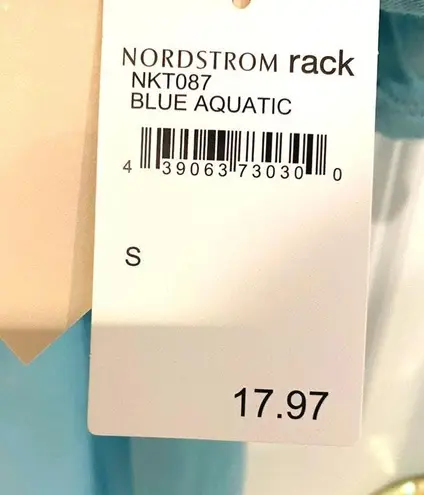 NORDSTROM rack
NKT087
BLUE AQUATIC
4 39063 73030 0
S
17.97